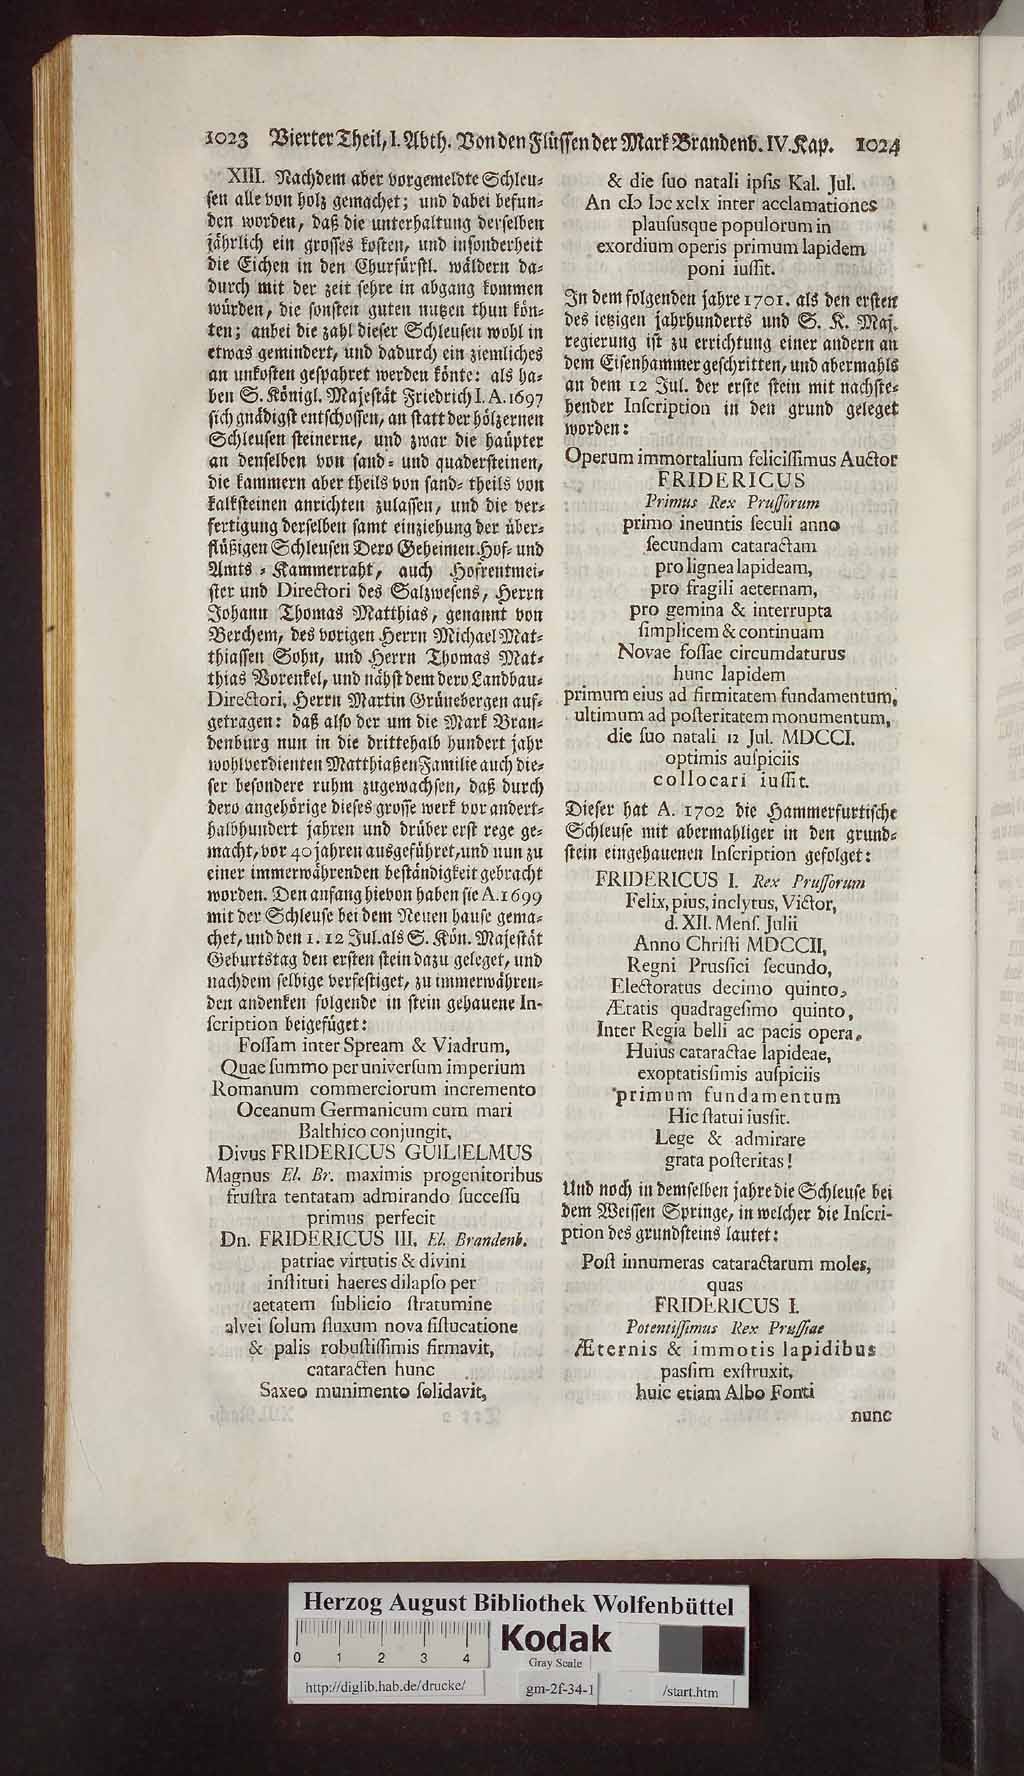 1023 Vierter Theil, I. Abth. Von den Flüssen der Mark Brandenb. IV. Kap. 1024
XIII. Nachdem aber vorgemeldte Schleu-
sen alle von holz gemachet; und dabei befun-
den worden, daß die unterhaltung derselben
jährlich ein grosses kosten, und insonderheit
die Eichen in den Churfürstl. wäldern da-
durch mit der zeit sehre in abgang kommen
würden, die sonsten guten nutzen thun kön-
ten; anbei die zahl dieser Schleusen wohl in
etwas gemindert, und dadurch ein ziemliches
an unkosten gespahret werden könte: als ha-
ben S. Königl. Majestät Friedrich I. A. 1697
sich gnädigst entschossen, an statt der hölzernen
Schleusen steinerne, und zwar die haüpter
an denselben von sand- und quadersteinen,
die kammern aber theils von sand- theils von
kalksteinen anrichten zulassen, und die ver-
fertigung derselben samt einziehung der über-
flüßigen Schleusen Dero Geheimen Hof- und
Amts-Kammerraht, auch Hofrentmei-
ster und Directori des Salzwesens, Herrn
Johann Thomas Matthias, genannt von
Berchem, des vorigen Herrn Michael Mat-
thiassen Sohn, und Herrn Thomas Mat-
thias Vorenkel, und nähst dem dero Landbau-
Directori, Herrn Martin Grünebergen auf-
getragen: daß also der um die Mark Bran-
denburg nun in die drittehalb hundert jahr
wohlverdienten Matthiaßen Familie auch die-
ser besondere ruhm zugewachsen, daß durch
dero angehörige dieses grosse werk vor andert-
halbhundert jahren und drüber erst rege ge-
macht, vor 40 jahren ausgeführet, und nun zu
einer immerwährenden beständigkeit gebracht
worden. Den anfang hievon haben sie A. 1699
mit der Schleuse bei dem Neuen hause gema-
chet, und den 1. 12 Jul. als S. Kön. Majestät
Geburtstag den ersten stein dazu geleget, und
nachdem selbige verfestiget, zu immerwähren-
den andenken folgende in stein gehauene In-
scription beigefüget:
Fossam inter Spream & Viadrum,
Quae summo per universum imperium
Romanum commerciorum incremento
Oceanum Germanicum cum mari
Balthico conjungit,
Divus FRIDERICUS GUILIELMUS
Magnus El. Br. maximis progenitoribus
frustra tentatam admirando successu
primus perfecit
Dn. FRIDERICUS III. El. Brandenb.
patriae virtutis & divini
instituti haeres dilapso per
aetatem sublicio stratumine
alvei solum fluxum nova fistucatione
& palis robustissimis firmavit,
cataracten hunc
Saxeo munimento solidavit,
& die suo natali ipsis Kal. Jul.
An cIɔ Iɔc xcIx inter acclamationes
plaususque populorum in
exordium operis primum lapidem
poni iussit.
In dem folgenden jahre 1701. als den ersten
des ietzigen jahrhunderts und S. K. Maj.
regierung ist zu errichtung einer andern an
dem Eisenhammer geschritten, und abermahls
an dem 12 Jul. der erste stein mit nachste-
hender Inscription in den grund geleget
worden:
Operum immortalium felicissimus Auctor
FRIDERICUS
Primus Rex Prussorum
primo ineuntis seculi anno
secundam cataractam
pro lignea lapideam,
pro fragili aeternam,
pro gemina & interrupta
simplicem & continuam
Novae fossae circumdaturus
hunc lapidem
primum eius ad firmitatem fundamentum,
ultimum ad posteritatem monumentum,
die suo natali 12 Jul. MDCCI.
optimis auspiciis
collocari iussit.
Dieser hat A. 1702 die Hammerfurtische
Schleuse mit abermahliger in den grund-
stein eingehauenen Inscription gefolget:
FRIDERICUS I. Rex Prussorum
Felix, pius, inclytus, Victor,
d. XII. Mens. Julii
Anno Christi MDCCII,
Regni Prussici secundo,
Electoratus decimo quinto,
Ætatis quadragesimo quinto,
Inter Regia belli ac pacis opera,
Huius cataractae lapideae,
exoptatissimis auspiciis
primum fundamentum
Hic statui iussit.
Lege & admirare
grata posteritas!
Und noch in demselben jahre die Schleuse bei
dem Weissen Springe, in welcher die Inscri-
ption des grundsteins lautet:
Post innumeras cataractarum moles,
quas
FRIDERICUS I.
Potentissimus Rex Prussiae
Æternis & immotis lapidibus
passim exstruxit,
huic etiam Albo Fonti
nunc
Herzog August Bibliothek Wolfenbüttel
0 1 2 3 4
Kodak
Gray Scale
http://diglib.hab.de/drucke/ gm-2f-34-1 /start.htm